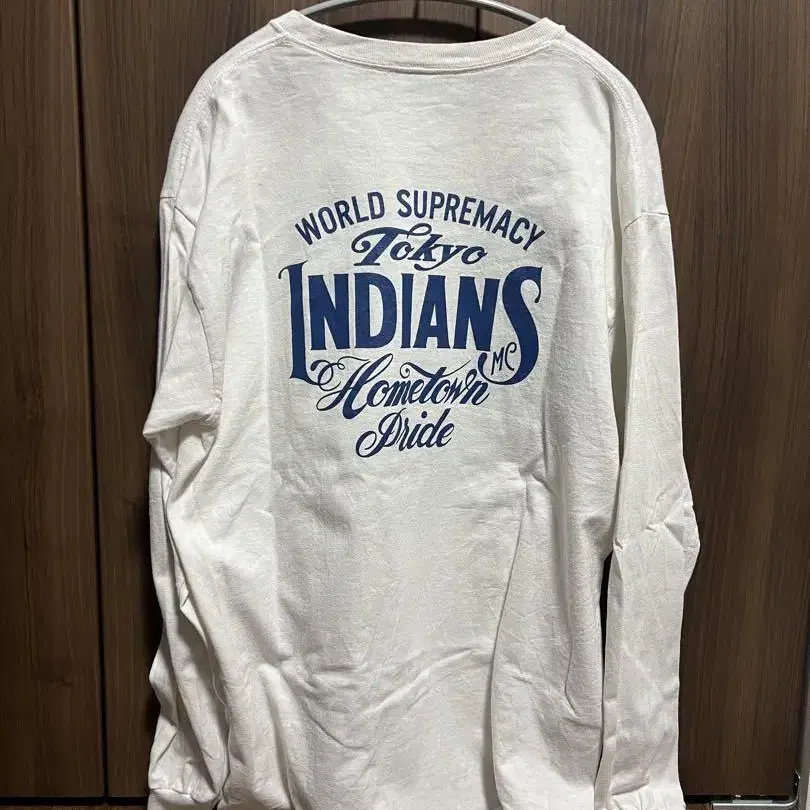 WORLD SUPREMACY
Tokyo
INDIANS
MC
Hometown
Pride